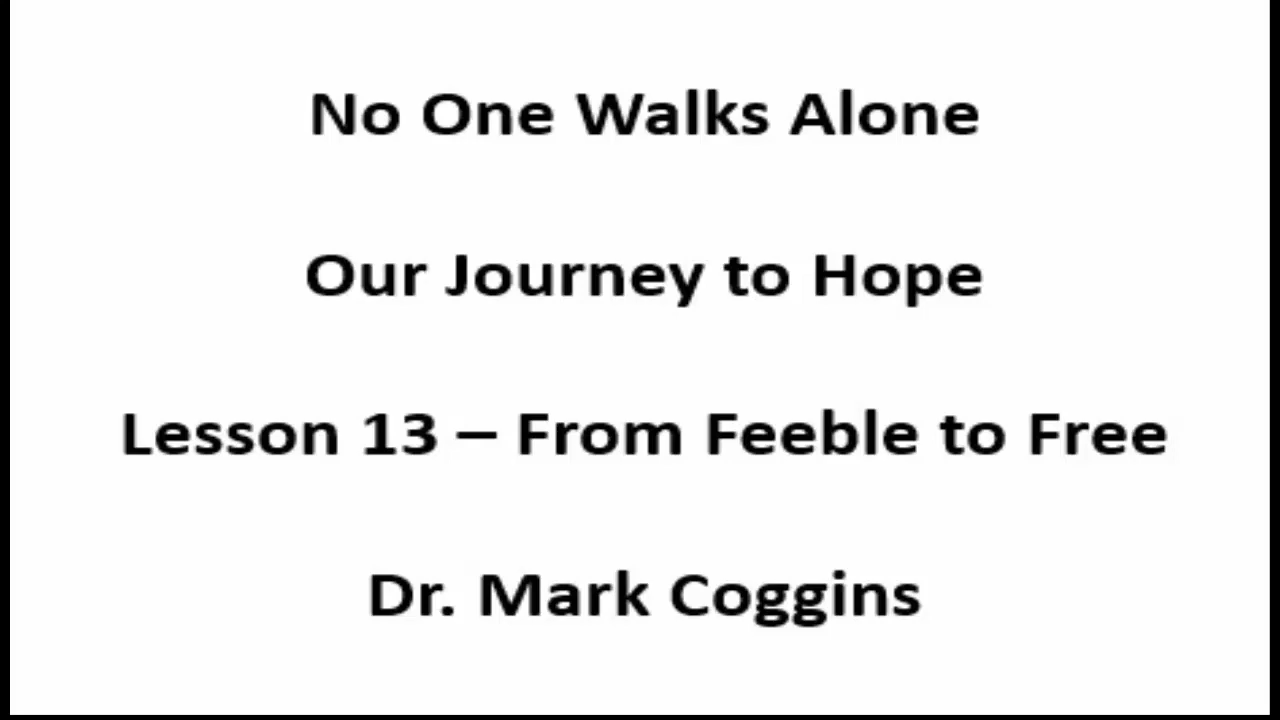 No One Walks Alone
Our Journey to Hope
Lesson 13 – From Feeble to Free
Dr. Mark Coggins